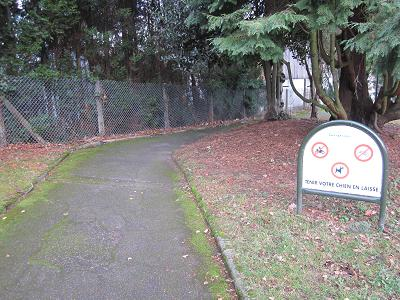 TENIR VOTRE CHIEN EN LAISSE